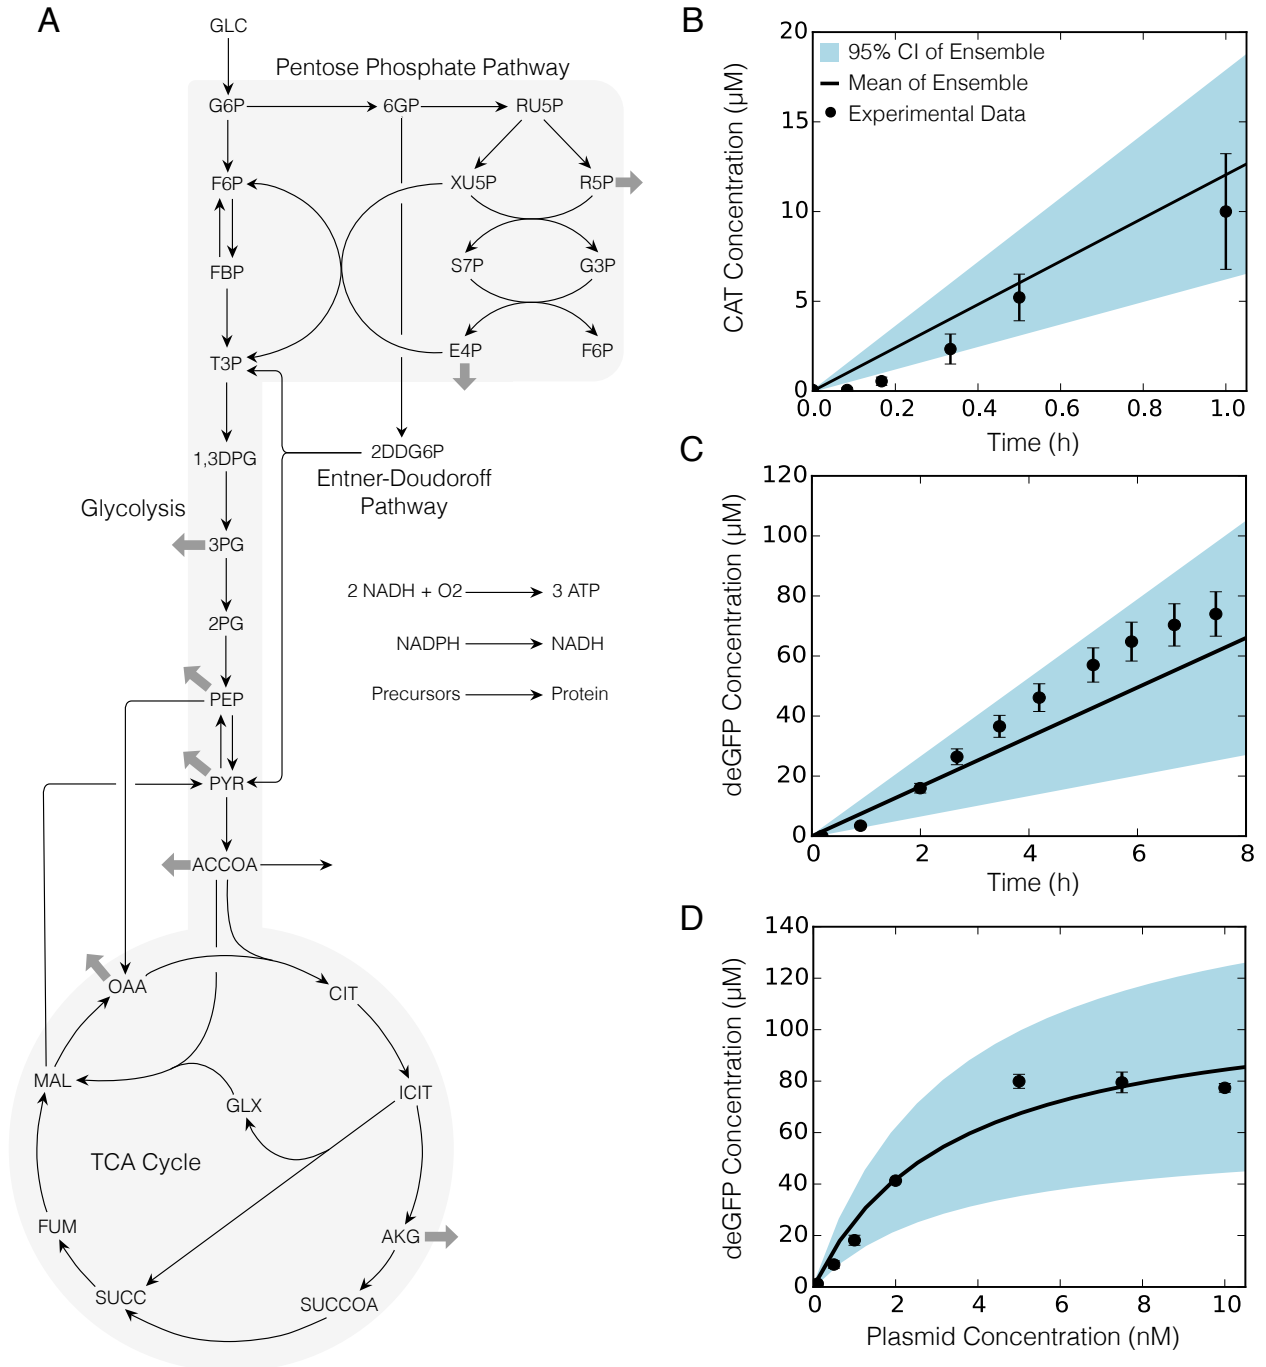 A
GLC
Pentose Phosphate Pathway
G6P
6GP
RU5P
F6P
XU5P
R5P
FBP
S7P
G3P
T3P
E4P
F6P
1,3DPG
2DDG6P
Entner-Doudoroff
Pathway
Glycolysis
3PG
2 NADH + O2
3 ATP
2PG
NADPH
NADH
PEP
Precursors
Protein
PYR
ACCOA
OAA
CIT
MAL
GLX
ICIT
TCA Cycle
FUM
AKG
SUCC
SUCCOA
B
20
15
10
5
0
CAT Concentration (μM)
95% CI of Ensemble
Mean of Ensemble
Experimental Data
0.0 0.2 0.4 0.6 0.8 1.0
Time (h)
C
120
100
80
60
40
20
0
deGFP Concentration (μM)
0 2 4 6 8
Time (h)
D
140
120
100
80
60
40
20
0
deGFP Concentration (μM)
0 2 4 6 8 10
Plasmid Concentration (nM)